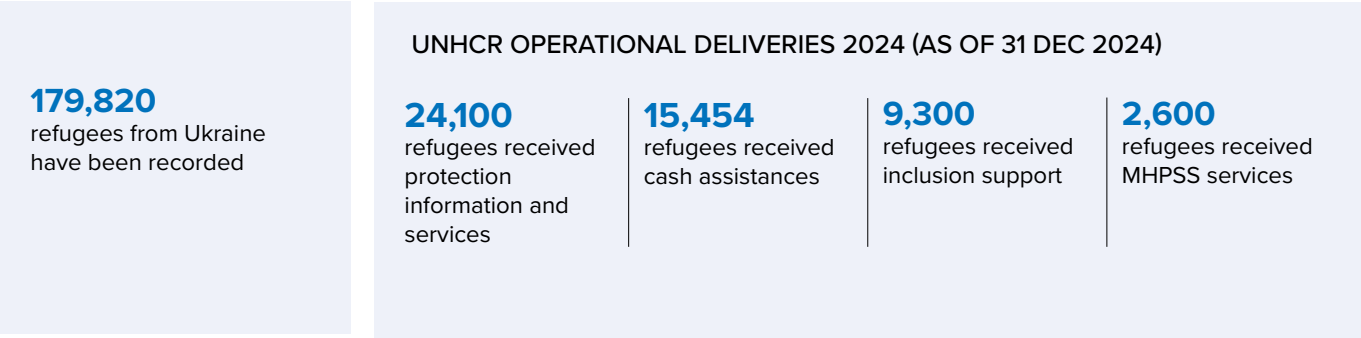 179,820
refugees from Ukraine
have been recorded
UNHCR OPERATIONAL DELIVERIES 2024 (AS OF 31 DEC 2024)
24,100
refugees received
protection
information and
services
15,454
refugees received
cash assistances
9,300
refugees received
inclusion support
2,600
refugees received
MHPSS services